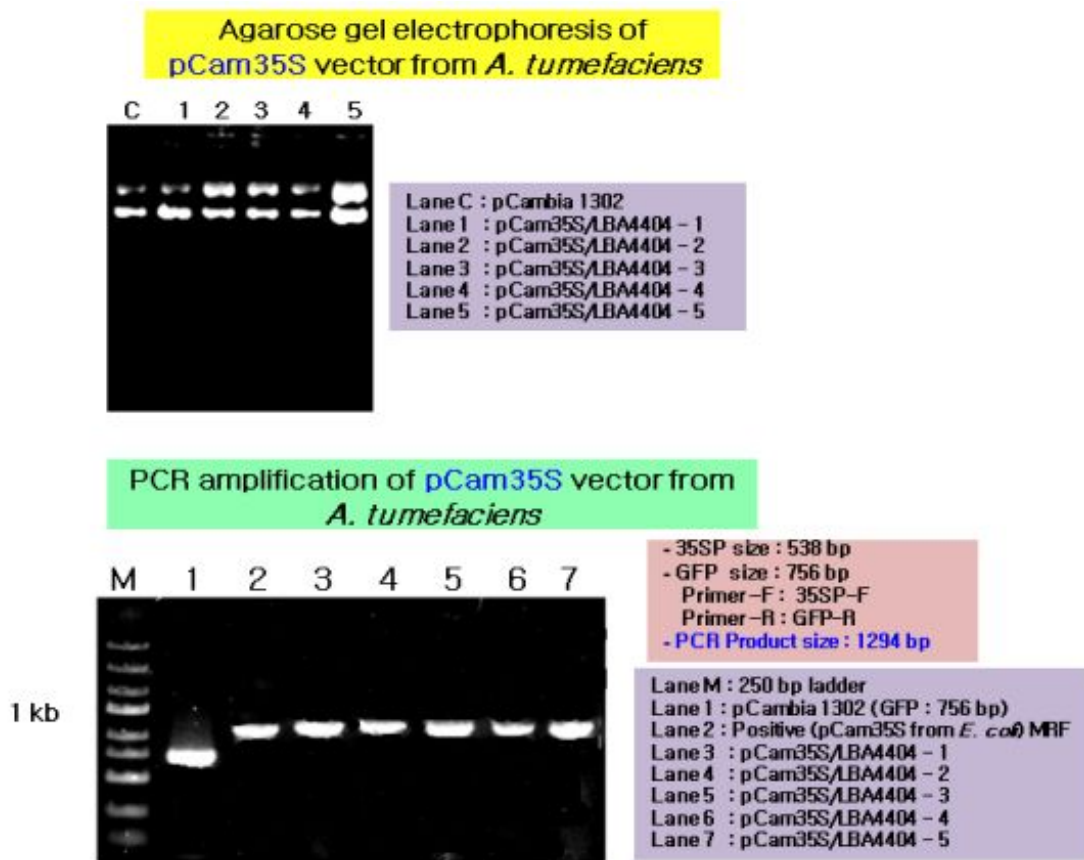 Agarose gel electrophoresis of
pCam35S vector from A. tumefaciens
C 1 2 3 4 5
Lane C : pCambia 1302
Lane 1 : pCam35S/LBA4404 - 1
Lane 2 : pCam35S/LBA4404 - 2
Lane 3 : pCam35S/LBA4404 - 3
Lane 4 : pCam35S/LBA4404 - 4
Lane 5 : pCam35S/LBA4404 - 5
PCR amplification of pCam35S vector from
A. tumefaciens
M 1 2 3 4 5 6 7
1 kb
- 35SP size : 538 bp
- GFP size : 756 bp
Primer-F : 35SP-F
Primer-R : GFP-R
- PCR Product size : 1294 bp
Lane M : 250 bp ladder
Lane 1 : pCambia 1302 (GFP : 756 bp)
Lane 2 : Positive (pCam35S from E. coli) MRF
Lane 3 : pCam35S/LBA4404 - 1
Lane 4 : pCam35S/LBA4404 - 2
Lane 5 : pCam35S/LBA4404 - 3
Lane 6 : pCam35S/LBA4404 - 4
Lane 7 : pCam35S/LBA4404 - 5